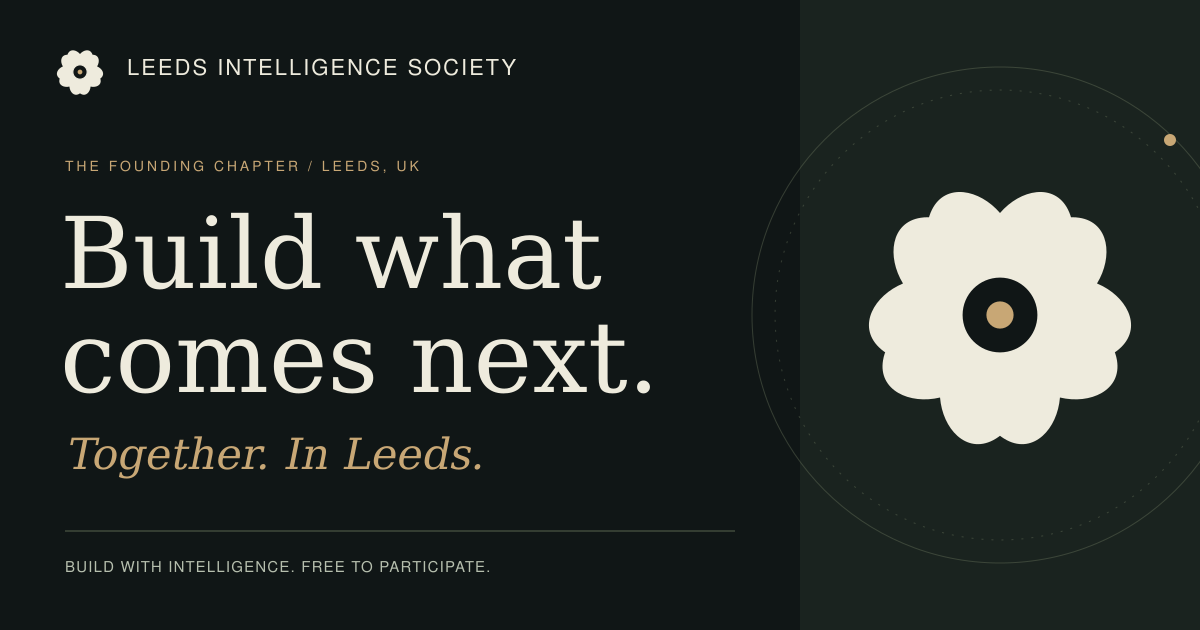 LEEDS INTELLIGENCE SOCIETY
THE FOUNDING CHAPTER / LEEDS, UK
Build what
comes next.
Together. In Leeds.
BUILD WITH INTELLIGENCE. FREE TO PARTICIPATE.